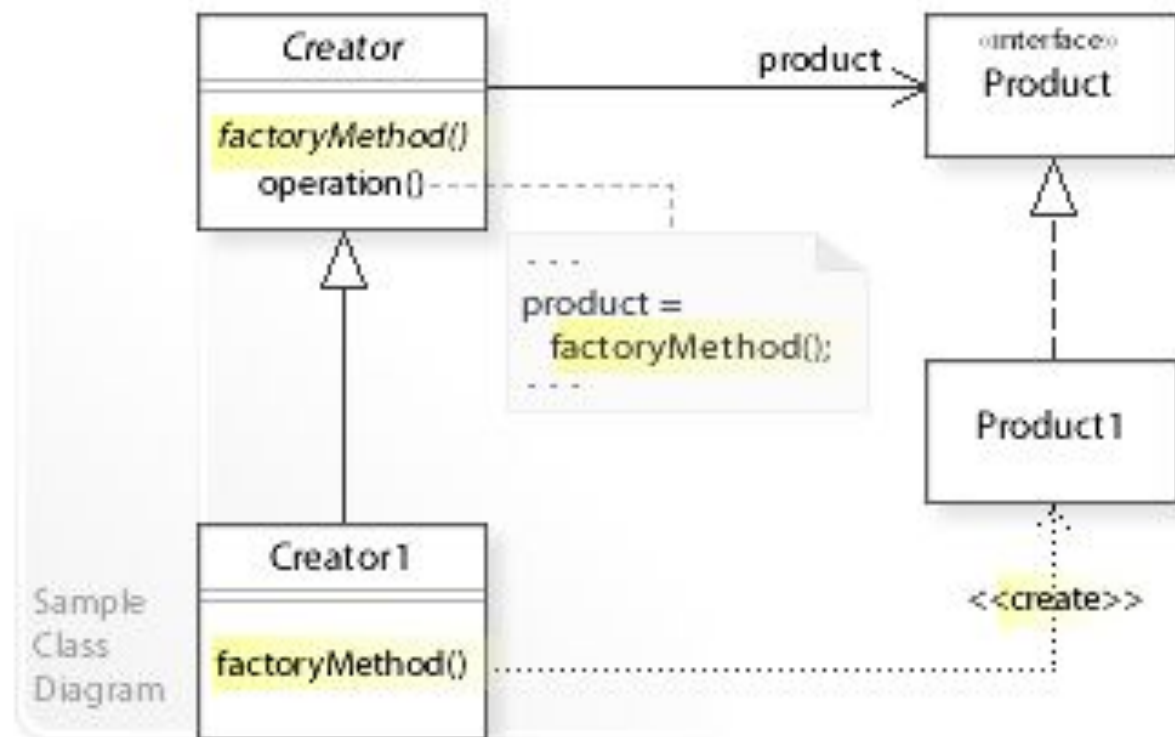 Creator
factoryMethod()
operation()
product
«interface»
Product
- - -
product =
factoryMethod();
- - -
Product1
Creator1
factoryMethod()
<<create>>
Sample
Class
Diagram